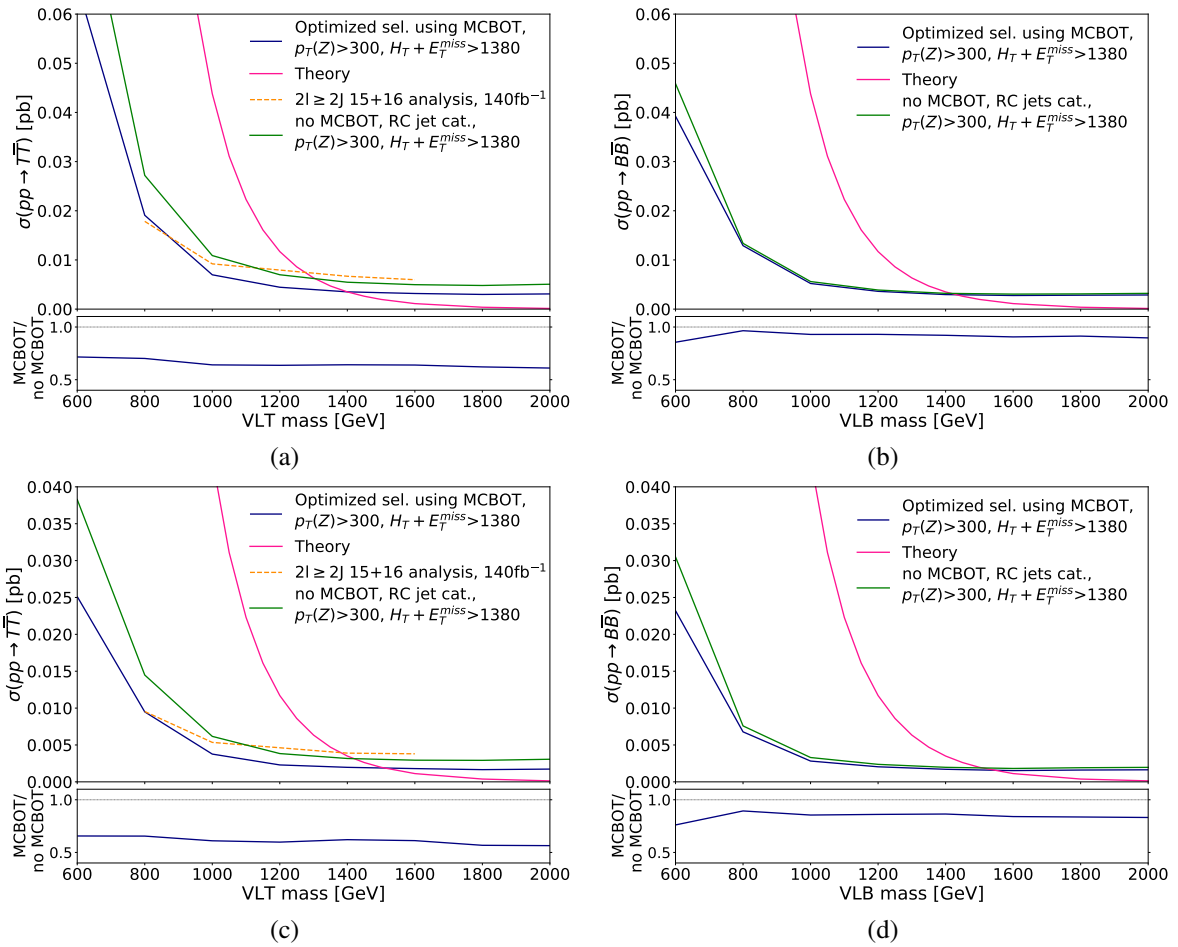 0.06
0.05
0.04
0.03
0.02
0.01
0.00
σ(pp → TT̅) [pb]
Optimized sel. using MCBOT,
p_T(Z)>300, H_T + E_T^miss>1380
Theory
2l ≥ 2J 15+16 analysis, 140fb⁻¹
no MCBOT, RC jet cat.,
p_T(Z)>300, H_T + E_T^miss>1380
1.0
0.5
MCBOT/
no MCBOT
600 800 1000 1200 1400 1600 1800 2000
VLT mass [GeV]
(a)
0.06
0.05
0.04
0.03
0.02
0.01
0.00
σ(pp → BB̅) [pb]
Optimized sel. using MCBOT,
p_T(Z)>300, H_T + E_T^miss>1380
Theory
no MCBOT, RC jets cat.,
p_T(Z)>300, H_T + E_T^miss>1380
1.0
0.5
MCBOT/
no MCBOT
600 800 1000 1200 1400 1600 1800 2000
VLB mass [GeV]
(b)
0.040
0.035
0.030
0.025
0.020
0.015
0.010
0.005
0.000
σ(pp → TT̅) [pb]
Optimized sel. using MCBOT,
p_T(Z)>300, H_T + E_T^miss>1380
Theory
2l ≥ 2J 15+16 analysis, 140fb⁻¹
no MCBOT, RC jet cat.,
p_T(Z)>300, H_T + E_T^miss>1380
1.0
0.5
MCBOT/
no MCBOT
600 800 1000 1200 1400 1600 1800 2000
VLT mass [GeV]
(c)
0.040
0.035
0.030
0.025
0.020
0.015
0.010
0.005
0.000
σ(pp → BB̅) [pb]
Optimized sel. using MCBOT,
p_T(Z)>300, H_T + E_T^miss>1380
Theory
no MCBOT, RC jets cat.,
p_T(Z)>300, H_T + E_T^miss>1380
1.0
0.5
MCBOT/
no MCBOT
600 800 1000 1200 1400 1600 1800 2000
VLB mass [GeV]
(d)